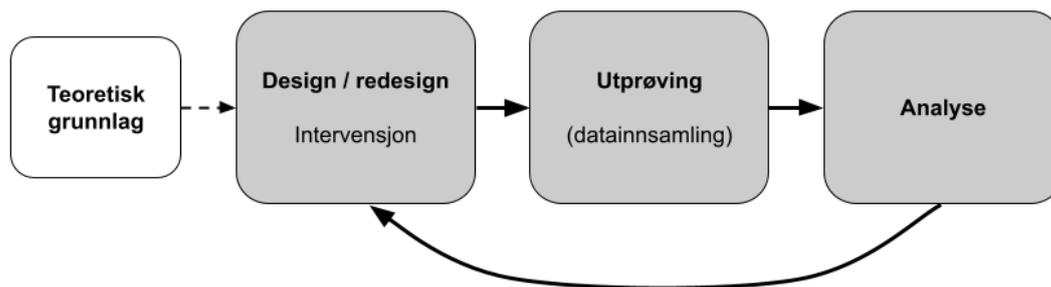 Teoretisk
grunnlag
Design / redesign
Intervensjon
Utprøving
(datainnsamling)
Analyse